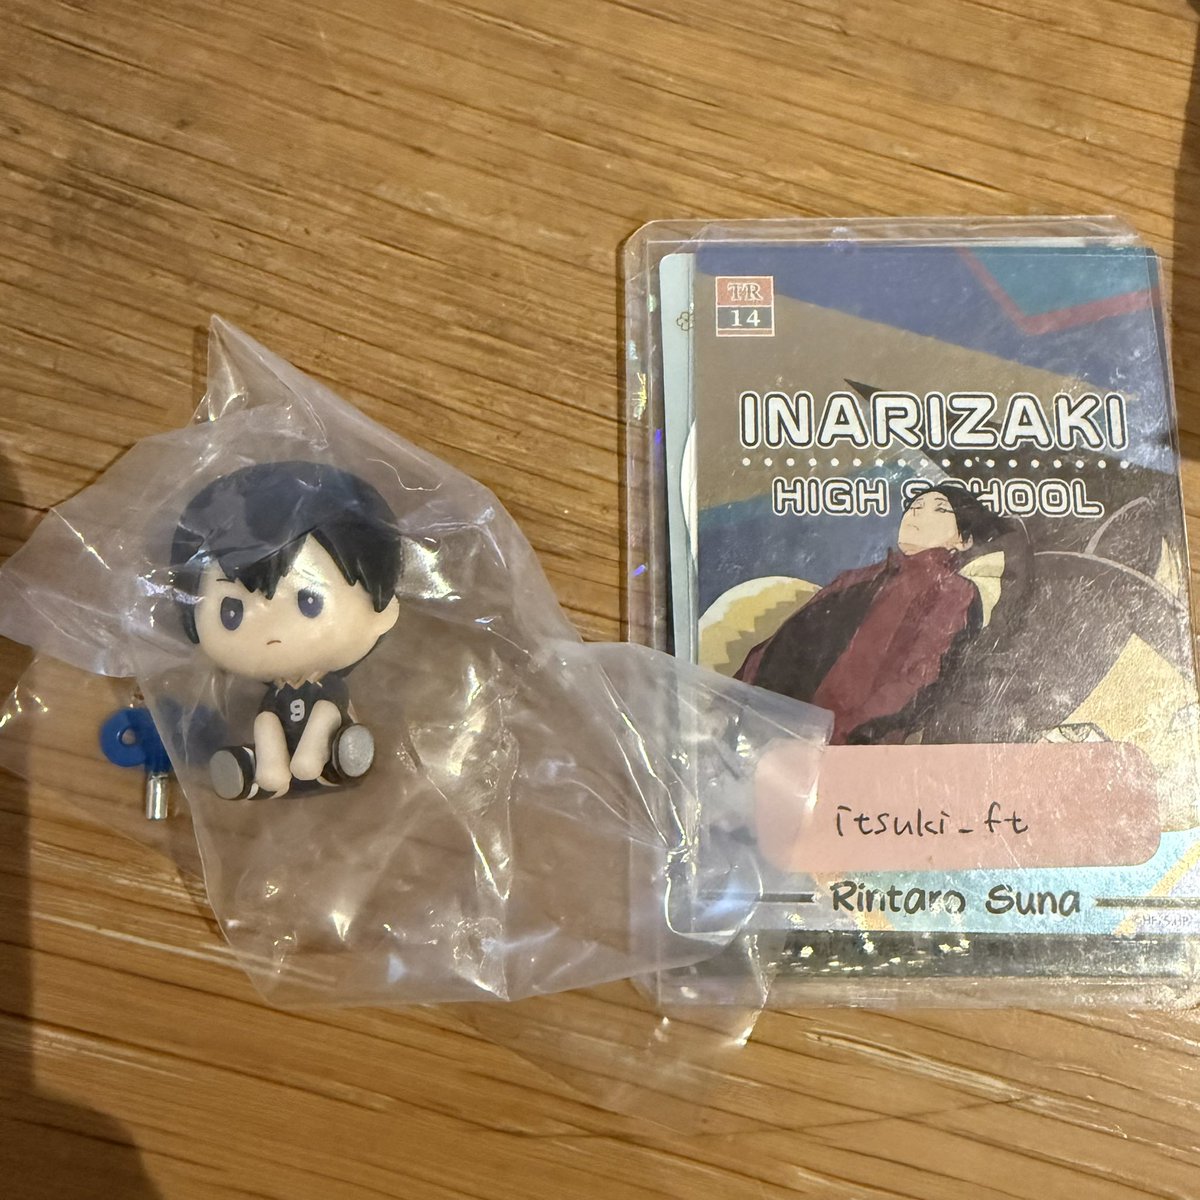 9
TR
14
INARIZAKI
HIGH SCHOOL
itsuki_ft
Rintaro Suna